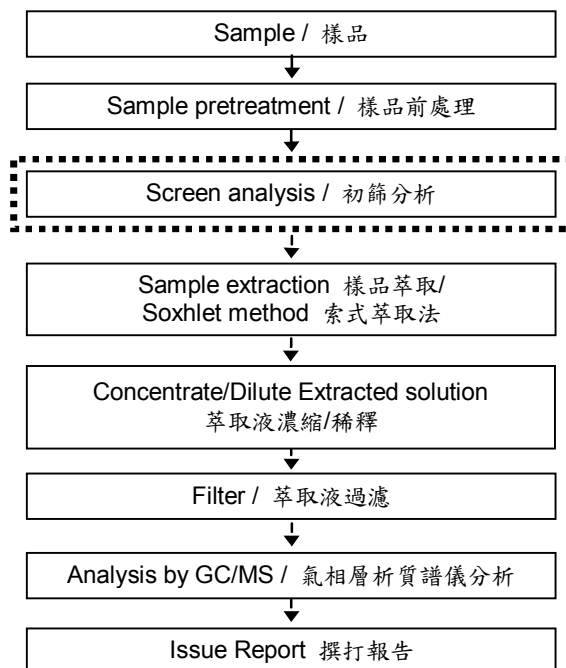 Sample / 樣品
Sample pretreatment / 樣品前處理
Screen analysis / 初篩分析
Sample extraction 樣品萃取/
Soxhlet method 索式萃取法
Concentrate/Dilute Extracted solution
萃取液濃縮/稀釋
Filter / 萃取液過濾
Analysis by GC/MS / 氣相層析質譜儀分析
Issue Report 撰打報告